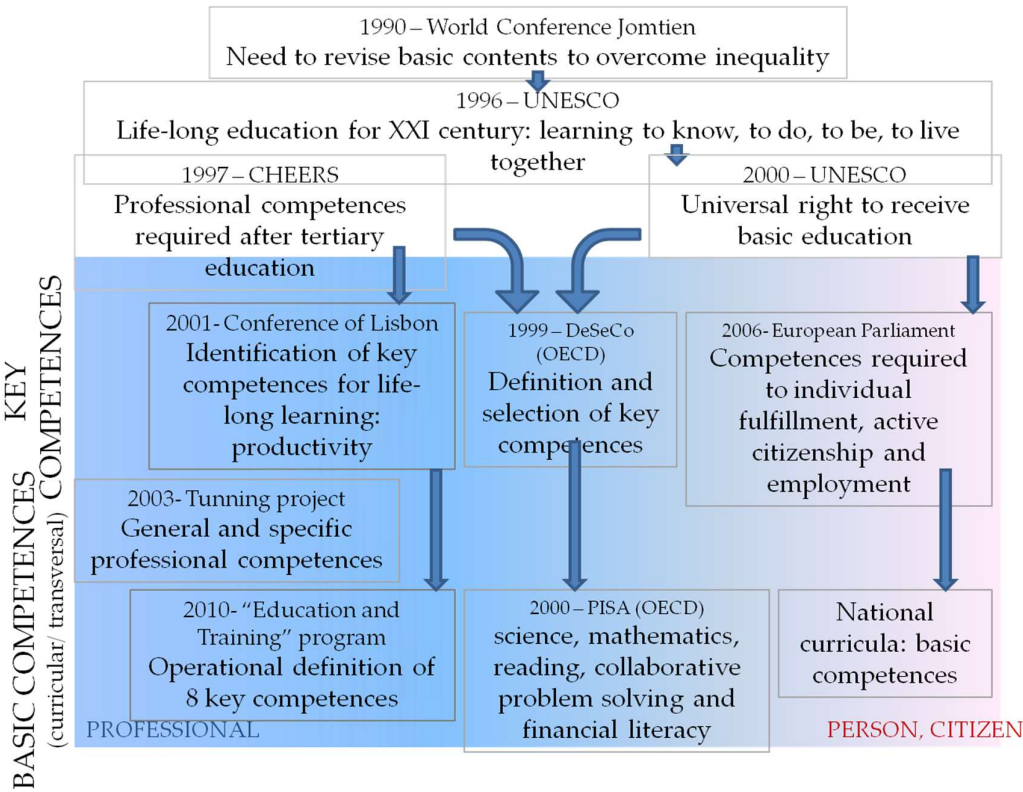 1990 – World Conference Jomtien
Need to revise basic contents to overcome inequality
1996 – UNESCO
Life-long education for XXI century: learning to know, to do, to be, to live
together
1997 – CHEERS
Professional competences
required after tertiary
education
2000 – UNESCO
Universal right to receive
basic education
2001- Conference of Lisbon
Identification of key
competences for life-
long learning:
productivity
1999 – DeSeCo
(OECD)
Definition and
selection of key
competences
2006- European Parliament
Competences required
to individual
fulfillment, active
citizenship and
employment
2003- Tunning project
General and specific
professional competences
2010- “Education and
Training” program
Operational definition of
8 key competences
2000 – PISA (OECD)
science, mathematics,
reading, collaborative
problem solving and
financial literacy
National
curricula: basic
competences
PROFESSIONAL
PERSON, CITIZEN
KEY
COMPETENCES
BASIC COMPETENCES
(curricular/ transversal)